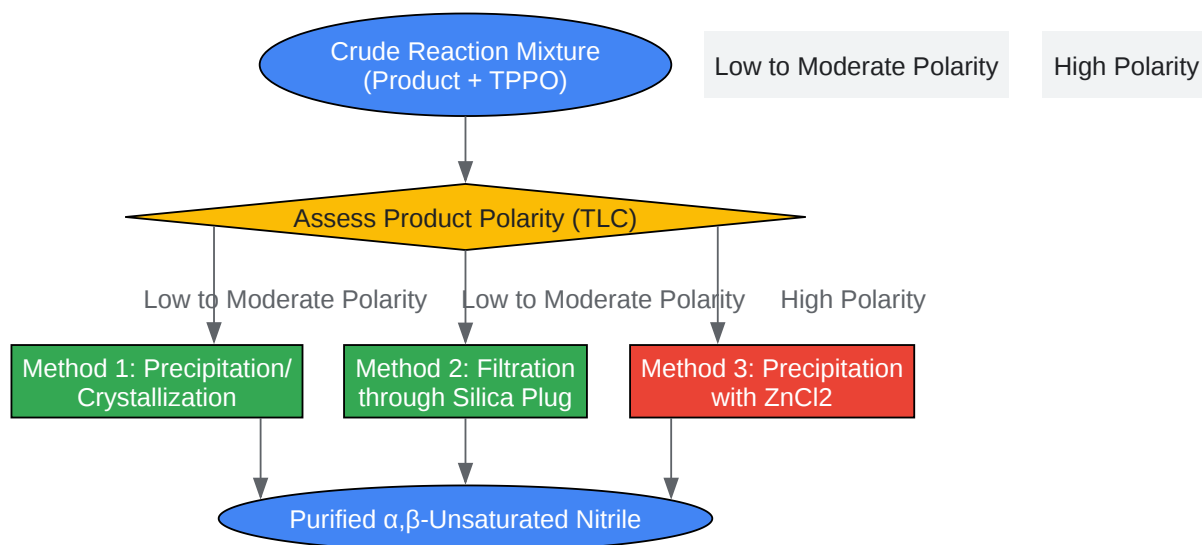 Crude Reaction Mixture
(Product + TPPO)
Low to Moderate Polarity
High Polarity
Assess Product Polarity (TLC)
Low to Moderate Polarity
Low to Moderate Polarity
High Polarity
Method 1: Precipitation/
Crystallization
Method 2: Filtration
through Silica Plug
Method 3: Precipitation
with ZnCl2
Purified α,β-Unsaturated Nitrile